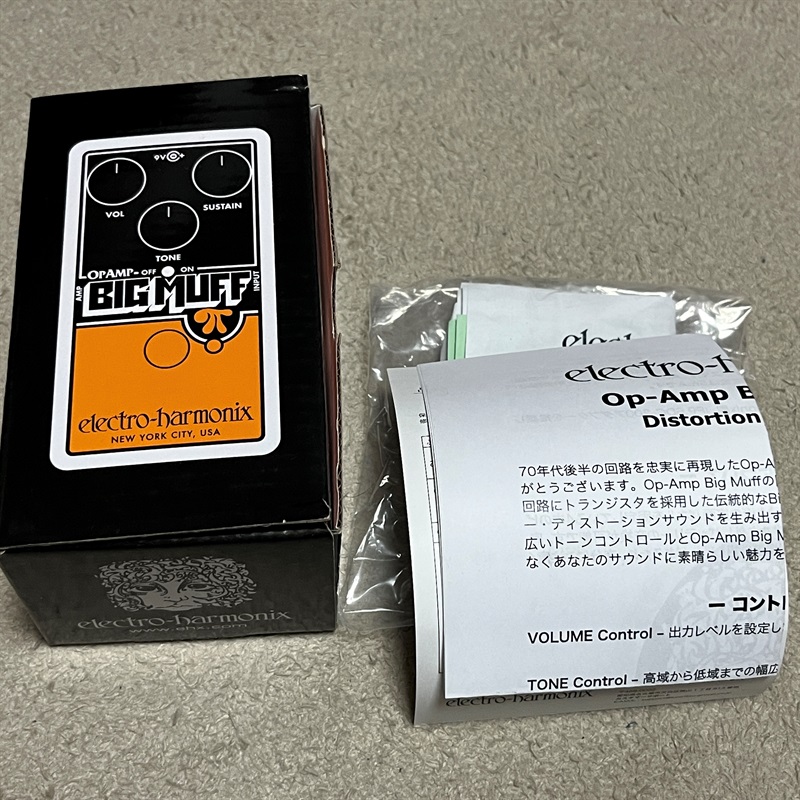 9V
VOL
SUSTAIN
TONE
OPAMP- OFF ON
AMP
BIG MUFF
INPUT
π
electro-harmonix
NEW YORK CITY, USA
electro-harmonix
www.ehx.com
elect
electro-h
Op-Amp B
Distortion
70年代後半の回路を忠実に再現したOp-A
がとうございます。Op-Amp Big Muffの
回路にトランジスタを採用した伝統的なBi
ー・ディストーションサウンドを生み出す
広いトーンコントロールとOp-Amp Big M
なくあなたのサウンドに素晴らしい魅力を
ー コント
VOLUME Control – 出力レベルを設定し
TONE Control – 高域から低域までの幅広
electro-harmonix